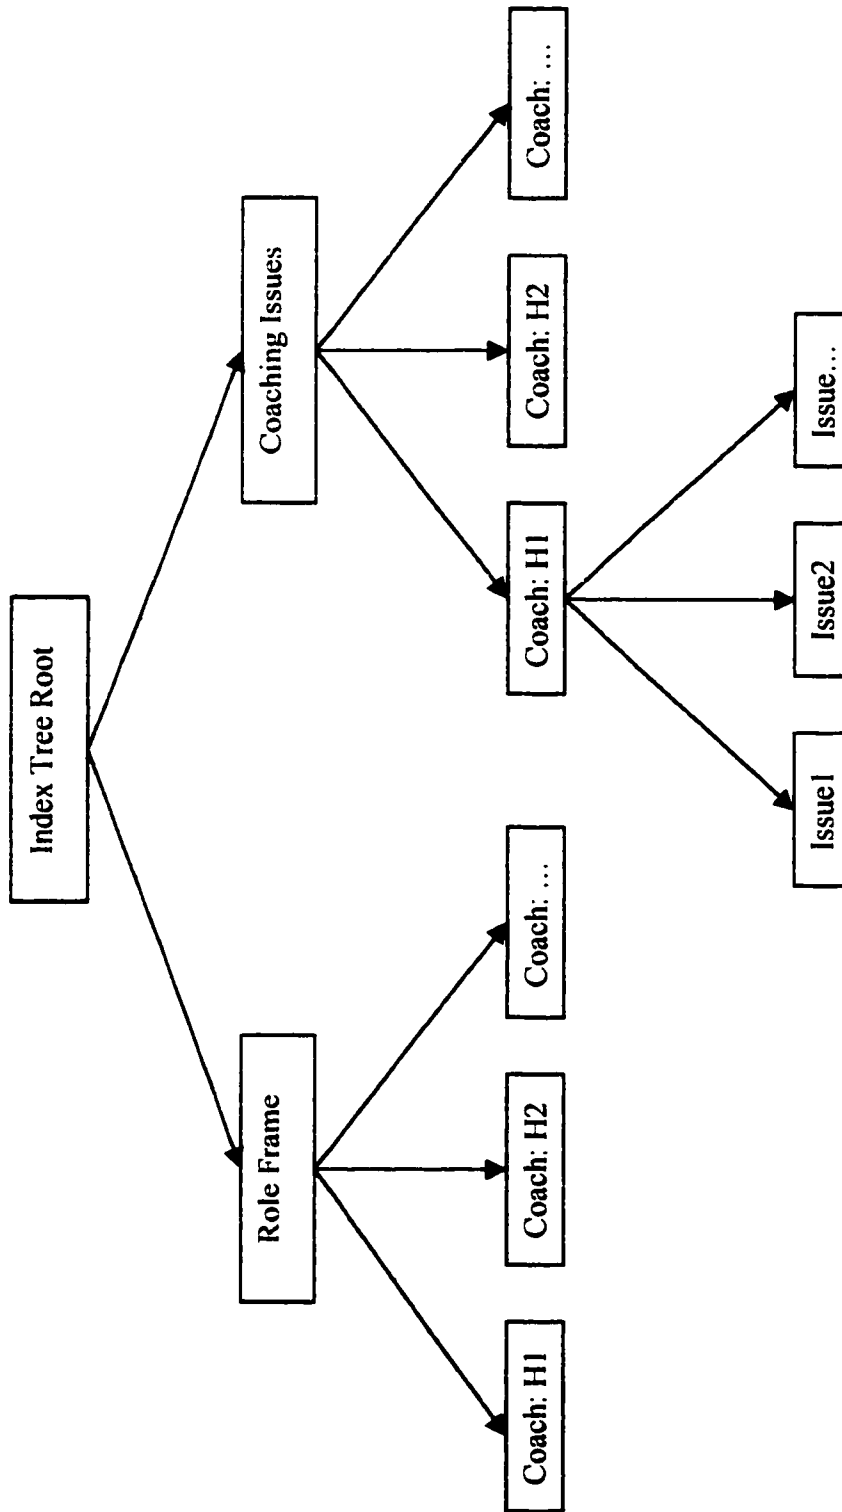 Index Tree Root
Role Frame
Coaching Issues
Coach: H1
Coach: H2
Coach: ...
Coach: H1
Coach: H2
Coach: ...
Issue1
Issue2
Issue...